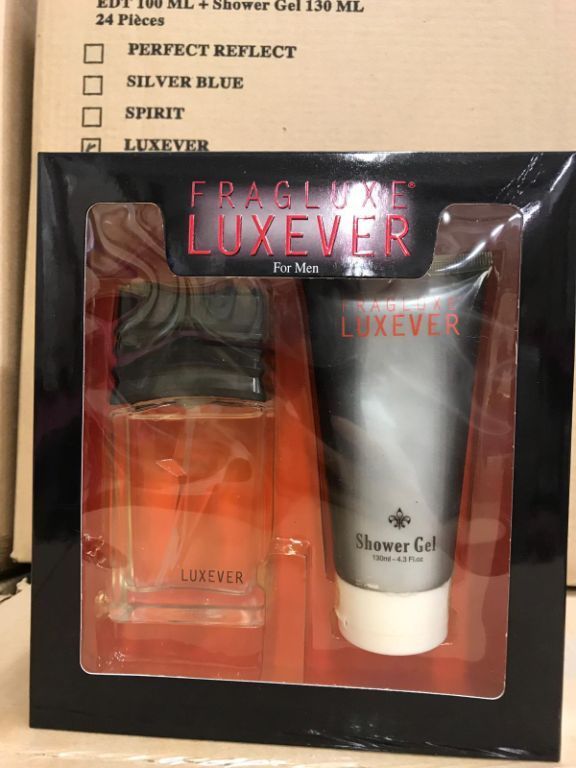 EDT 100 ML + Shower Gel 130 ML
24 Pièces
PERFECT REFLECT
SILVER BLUE
SPIRIT
LUXEVER
FRAGLUXE®
LUXEVER
For Men
FRAGLUXE
LUXEVER
LUXEVER
Shower Gel
130ml - 4.3 Fl.oz